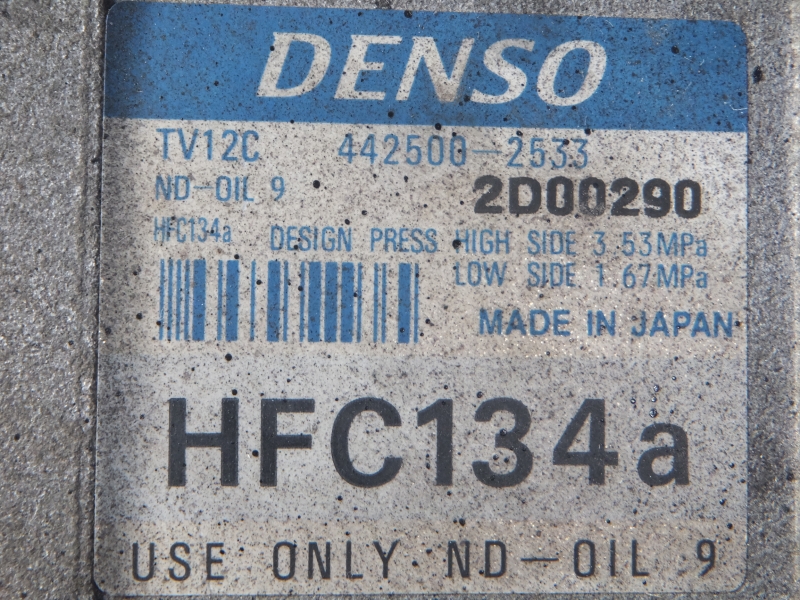 DENSO
TV12C 442500-2533
ND-OIL 9 2D00290
HFC134a DESIGN PRESS HIGH SIDE 3.53MPa
LOW SIDE 1.67MPa
MADE IN JAPAN
HFC134a
USE ONLY ND-OIL 9